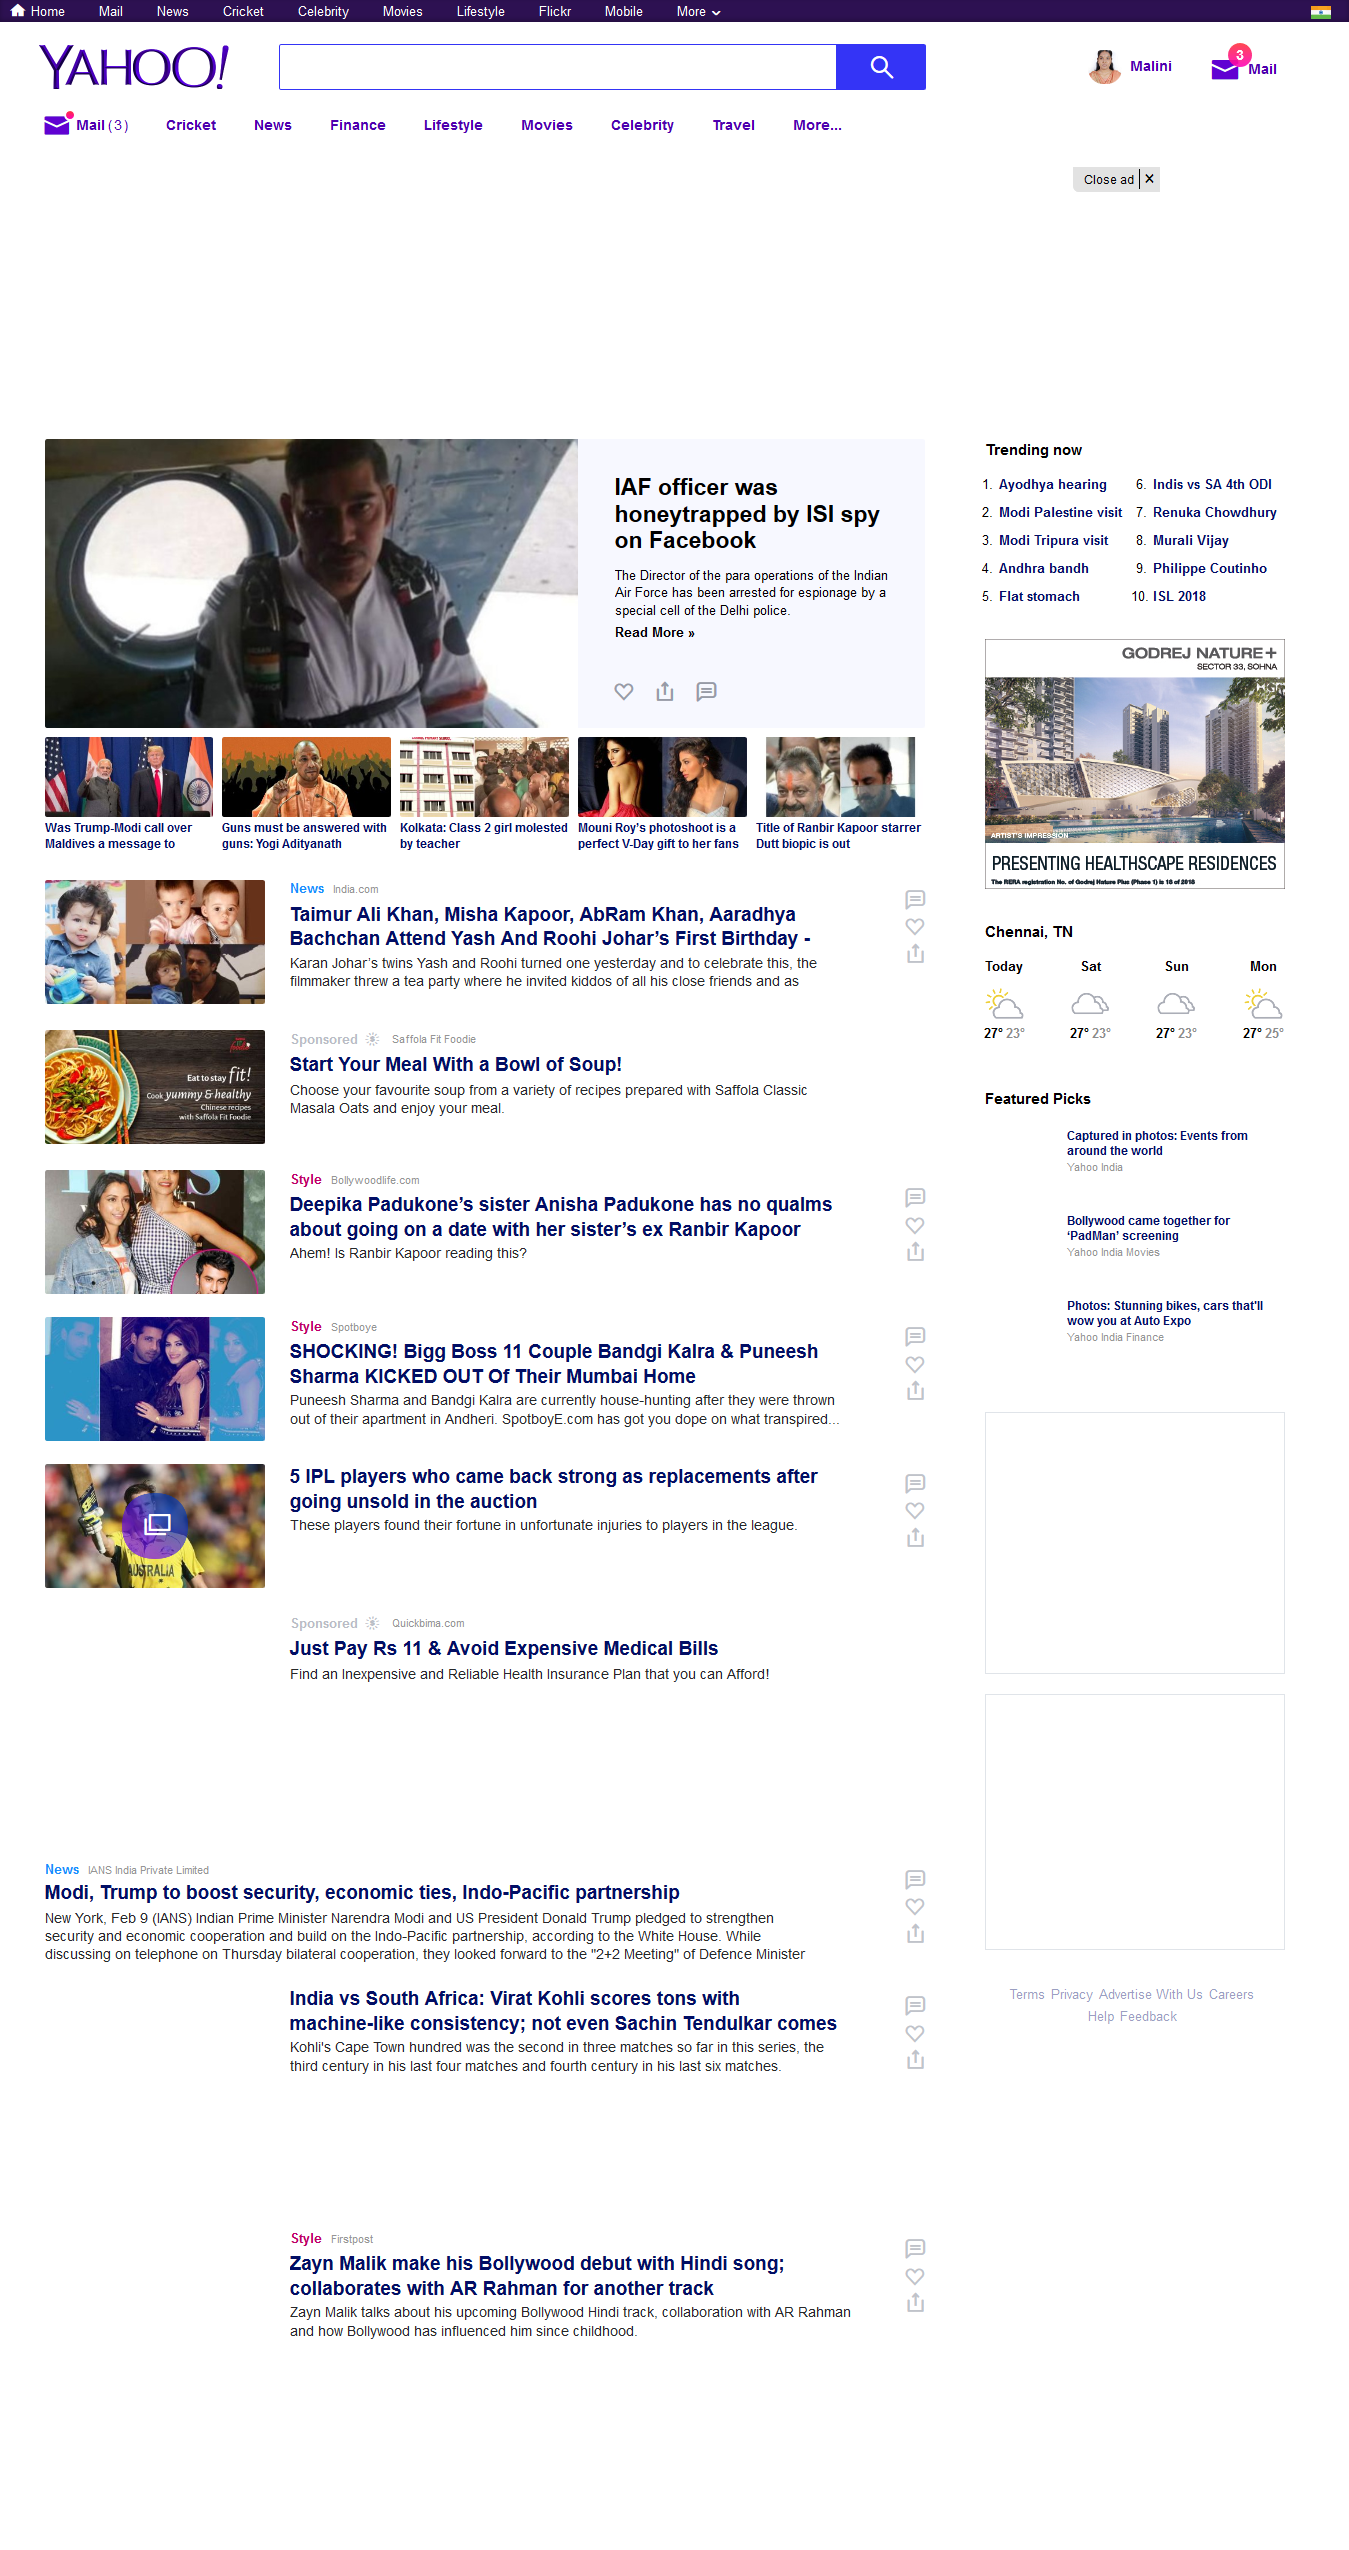 Home Mail News Cricket Celebrity Movies Lifestyle Flickr Mobile More
YAHOO!
Malini
3
Mail
Mail (3) Cricket News Finance Lifestyle Movies Celebrity Travel More...
Close ad X
IAF officer was
honeytrapped by ISI spy
on Facebook
The Director of the para operations of the Indian
Air Force has been arrested for espionage by a
special cell of the Delhi police.
Read More »
Was Trump-Modi call over
Maldives a message to
Guns must be answered with
guns: Yogi Adityanath
Kolkata: Class 2 girl molested
by teacher
Mouni Roy's photoshoot is a
perfect V-Day gift to her fans
Title of Ranbir Kapoor starrer
Dutt biopic is out
News India.com
Taimur Ali Khan, Misha Kapoor, AbRam Khan, Aaradhya
Bachchan Attend Yash And Roohi Johar's First Birthday -
Karan Johar's twins Yash and Roohi turned one yesterday and to celebrate this, the
filmmaker threw a tea party where he invited kiddos of all his close friends and as
Eat to stay fit!
Cook yummy & healthy
Chinese recipes
with Saffola Fit Foodie
Sponsored Saffola Fit Foodie
Start Your Meal With a Bowl of Soup!
Choose your favourite soup from a variety of recipes prepared with Saffola Classic
Masala Oats and enjoy your meal.
Style Bollywoodlife.com
Deepika Padukone's sister Anisha Padukone has no qualms
about going on a date with her sister's ex Ranbir Kapoor
Ahem! Is Ranbir Kapoor reading this?
Style Spotboye
SHOCKING! Bigg Boss 11 Couple Bandgi Kalra & Puneesh
Sharma KICKED OUT Of Their Mumbai Home
Puneesh Sharma and Bandgi Kalra are currently house-hunting after they were thrown
out of their apartment in Andheri. SpotboyE.com has got you dope on what transpired...
AUSTRALIA
5 IPL players who came back strong as replacements after
going unsold in the auction
These players found their fortune in unfortunate injuries to players in the league.
Sponsored Quickbima.com
Just Pay Rs 11 & Avoid Expensive Medical Bills
Find an Inexpensive and Reliable Health Insurance Plan that you can Afford!
News IANS India Private Limited
Modi, Trump to boost security, economic ties, Indo-Pacific partnership
New York, Feb 9 (IANS) Indian Prime Minister Narendra Modi and US President Donald Trump pledged to strengthen
security and economic cooperation and build on the Indo-Pacific partnership, according to the White House. While
discussing on telephone on Thursday bilateral cooperation, they looked forward to the "2+2 Meeting" of Defence Minister
India vs South Africa: Virat Kohli scores tons with
machine-like consistency; not even Sachin Tendulkar comes
Kohli's Cape Town hundred was the second in three matches so far in this series, the
third century in his last four matches and fourth century in his last six matches.
Style Firstpost
Zayn Malik make his Bollywood debut with Hindi song;
collaborates with AR Rahman for another track
Zayn Malik talks about his upcoming Bollywood Hindi track, collaboration with AR Rahman
and how Bollywood has influenced him since childhood.
Trending now
1. Ayodhya hearing
2. Modi Palestine visit
3. Modi Tripura visit
4. Andhra bandh
5. Flat stomach
6. Indis vs SA 4th ODI
7. Renuka Chowdhury
8. Murali Vijay
9. Philippe Coutinho
10. ISL 2018
GODREJ NATURE+
SECTOR 33, SOHNA
ARTIST'S IMPRESSION
PRESENTING HEALTHSCAPE RESIDENCES
The RERA registration No. of Godrej Nature Plus (Phase 1) is 16 of 2018
Chennai, TN
Today Sat Sun Mon
27° 23° 27° 23° 27° 23° 27° 25°
Featured Picks
Captured in photos: Events from
around the world
Yahoo India
Bollywood came together for
'PadMan' screening
Yahoo India Movies
Photos: Stunning bikes, cars that'll
wow you at Auto Expo
Yahoo India Finance
Terms Privacy Advertise With Us Careers
Help Feedback